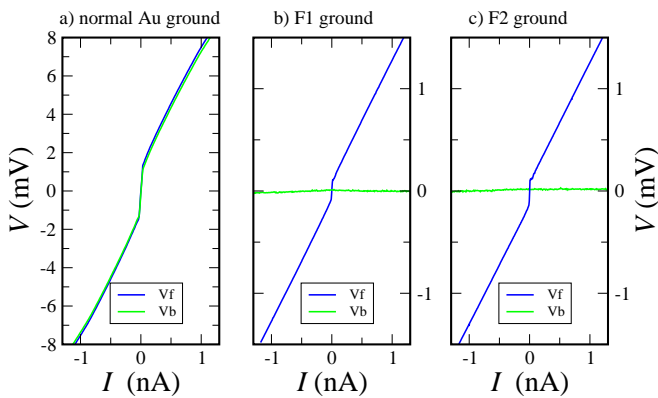 a) normal Au ground
b) F1 ground
c) F2 ground
V (mV)
8
6
4
2
0
-2
-4
-6
-8
Vf
Vb
-1
0
1
I (nA)
Vf
Vb
-1
0
1
I (nA)
1
0
-1
Vf
Vb
-1
0
1
I (nA)
1
0
-1
V (mV)